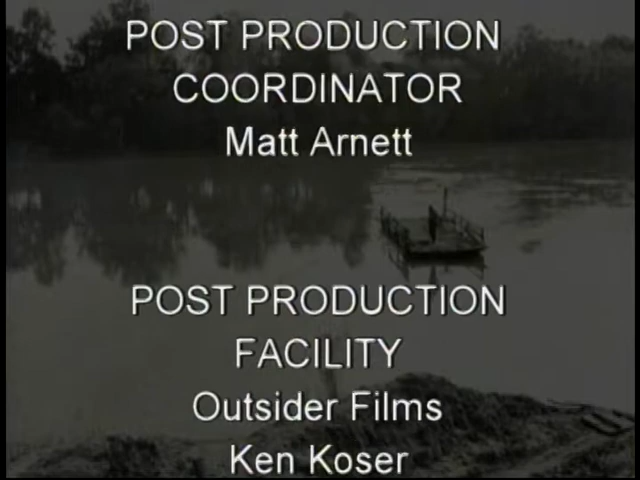 POST PRODUCTION
COORDINATOR
Matt Arnett
POST PRODUCTION
FACILITY
Outsider Films
Ken Koser